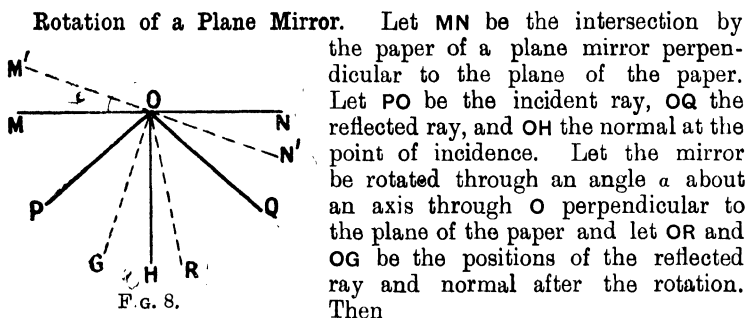 Rotation of a Plane Mirror. Let MN be the intersection by
the paper of a plane mirror perpen-
dicular to the plane of the paper.
Let PO be the incident ray, OQ the
reflected ray, and OH the normal at the
point of incidence. Let the mirror
be rotated through an angle α about
an axis through O perpendicular to
the plane of the paper and let OR and
OG be the positions of the reflected
ray and normal after the rotation.
Then
M′
O
M
N
N′
P
Q
G
H
R
F.G. 8.